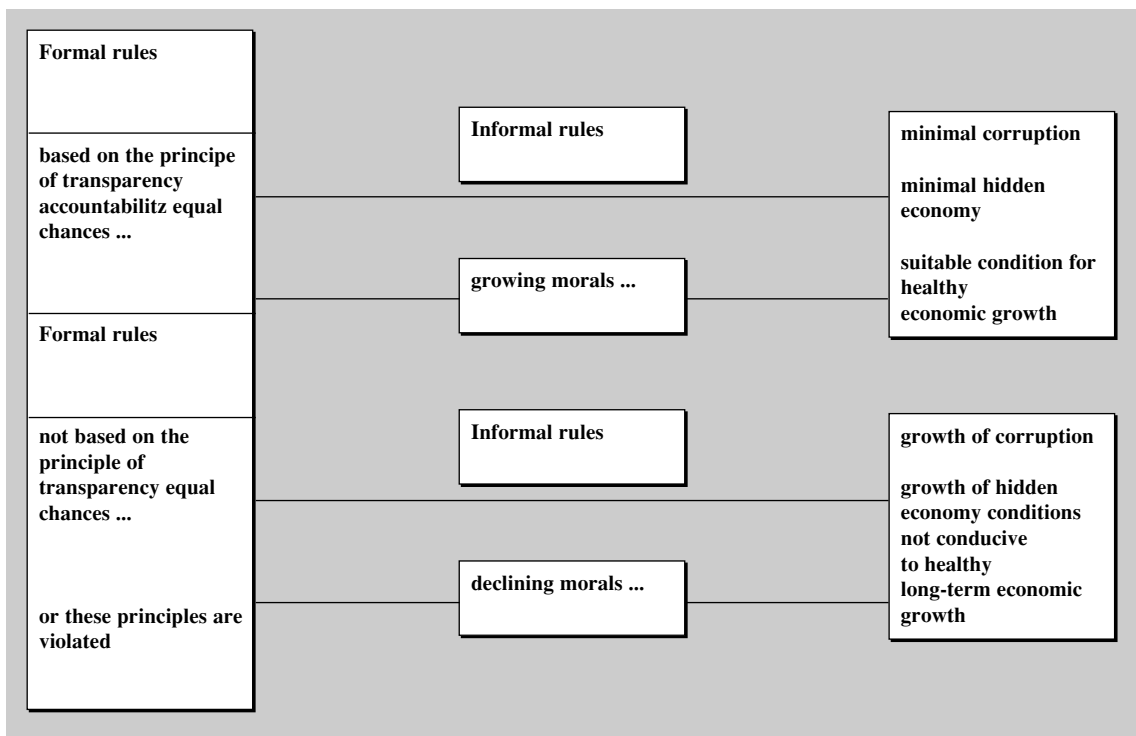 Formal rules
based on the principe
of transparency
accountabilitz equal
chances ...
Informal rules
growing morals ...
minimal corruption
minimal hidden
economy
suitable condition for
healthy
economic growth
Formal rules
not based on the
principle of
transparency equal
chances ...
or these principles are
violated
Informal rules
declining morals ...
growth of corruption
growth of hidden
economy conditions
not conducive
to healthy
long-term economic
growth